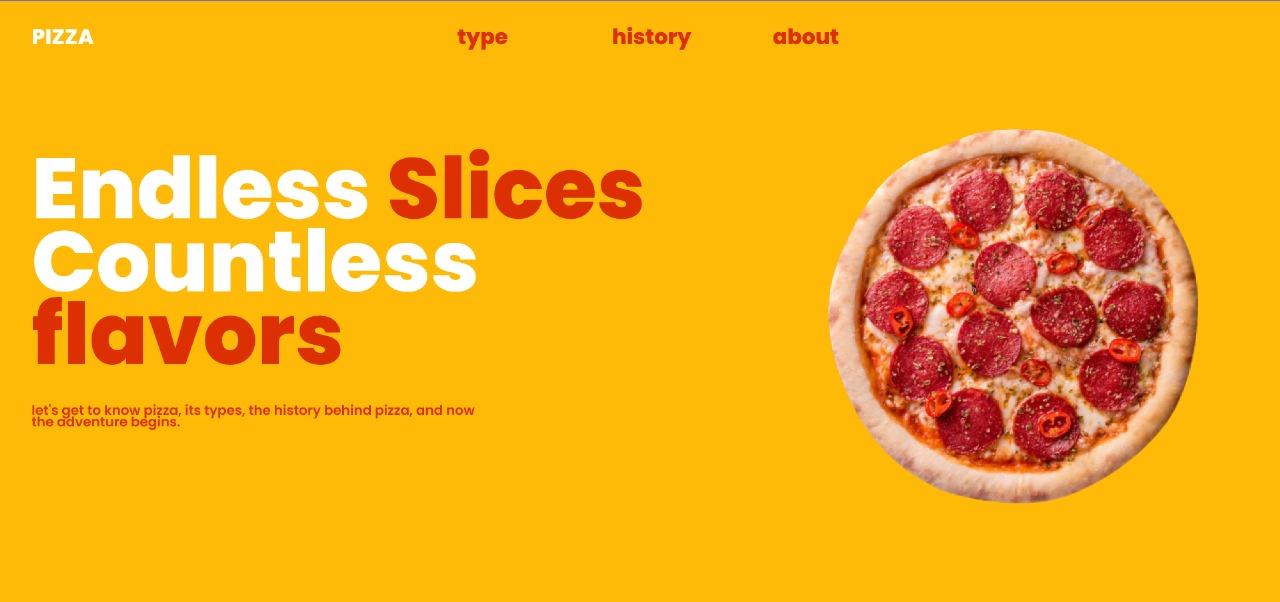 PIZZA
type history about
Endless Slices
Countless
flavors
let's get to know pizza, its types, the history behind pizza, and now
the adventure begins.